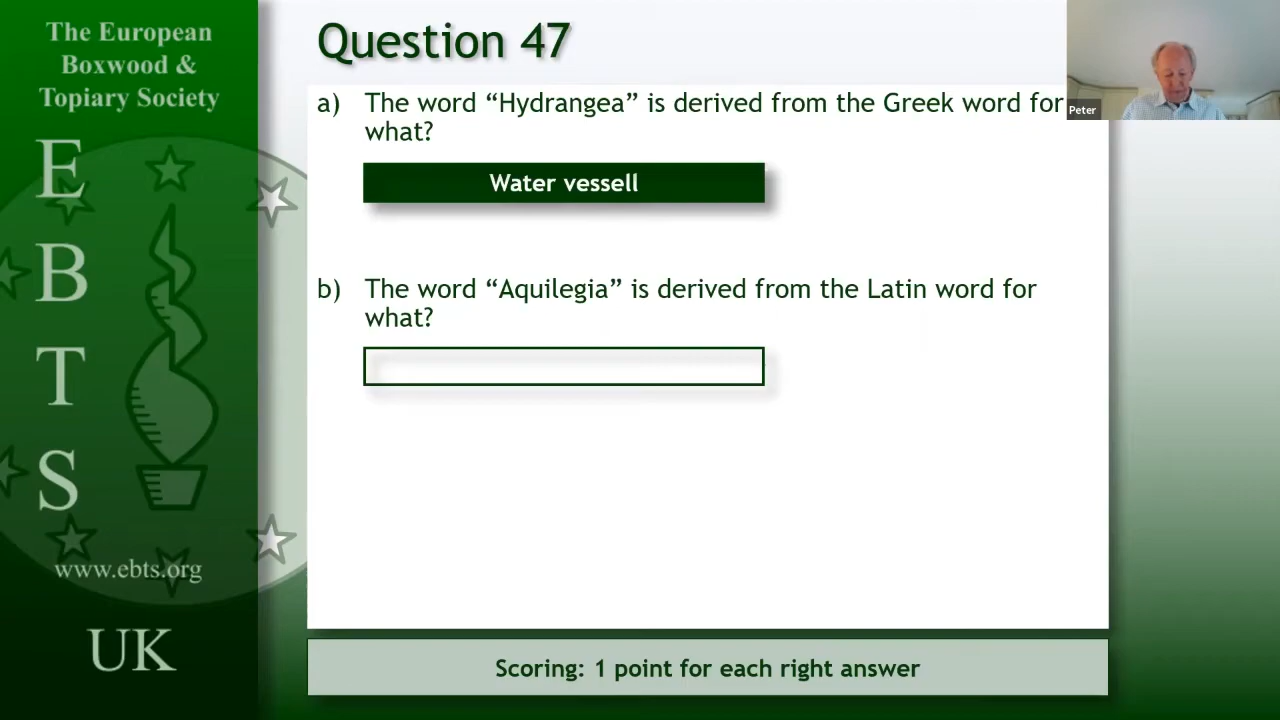 The European
Boxwood &
Topiary Society
E
B
T
S
www.ebts.org
UK
Question 47
a) The word “Hydrangea” is derived from the Greek word for
what?
Water vessell
b) The word “Aquilegia” is derived from the Latin word for
what?
Scoring: 1 point for each right answer
Peter